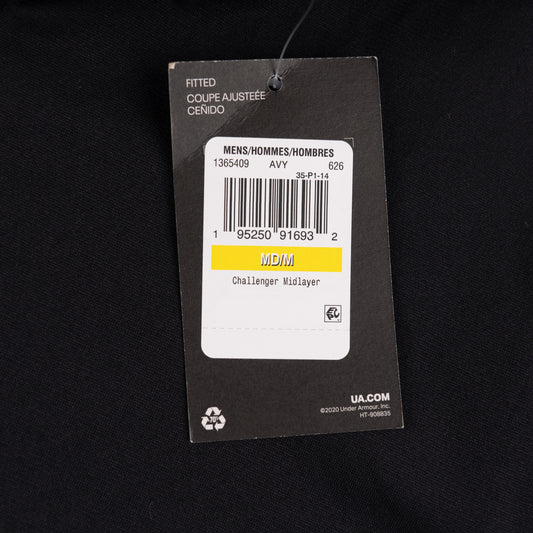 FITTED
COUPE AJUSTEÉE
CEÑIDO
MENS/HOMMES/HOMBRES
1365409 AVY 626
35-P1-14
1 95250 91693 2
MD/M
Challenger Midlayer
UA.COM
©2020 Under Armour, Inc.
HT-908835